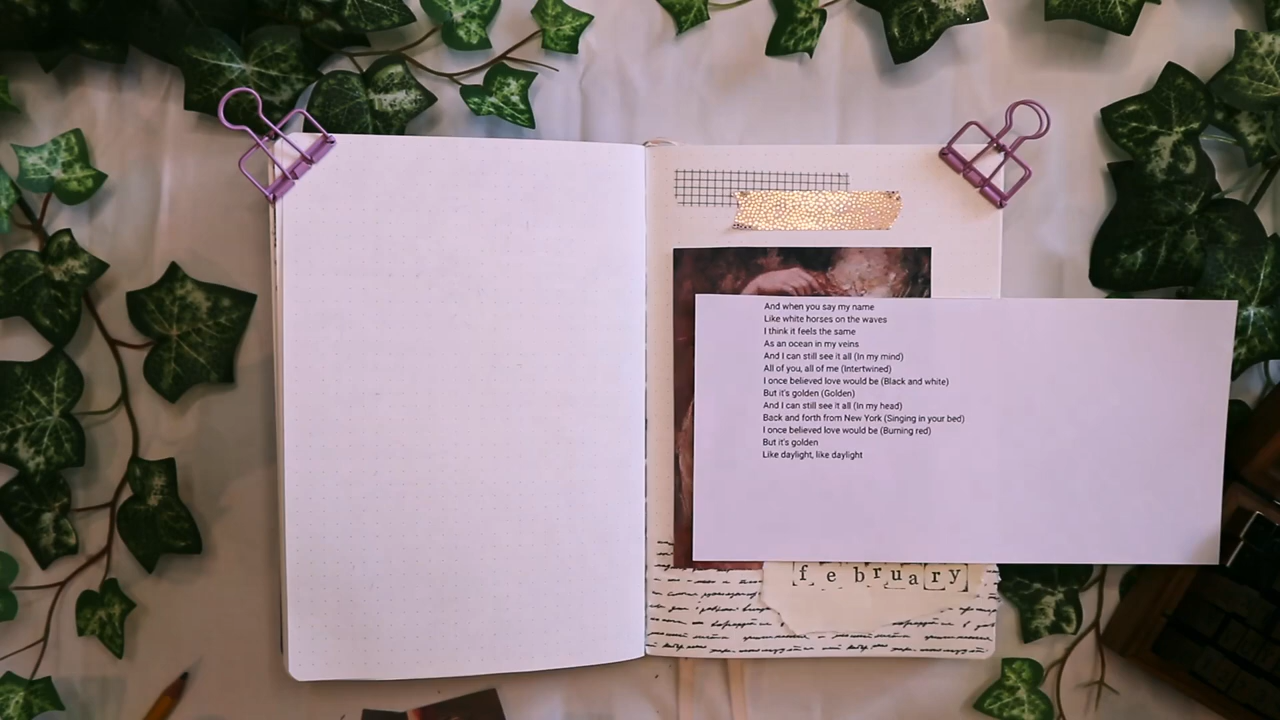 And when you say my name
Like white horses on the waves
I think it feels the same
As an ocean in my veins
And I can still see it all (In my mind)
All of you, all of me (Intertwined)
I once believed love would be (Black and white)
But it's golden (Golden)
And I can still see it all (In my head)
Back and forth from New York (Singing in your bed)
I once believed love would be (Burning red)
But it's golden
Like daylight, like daylight
february